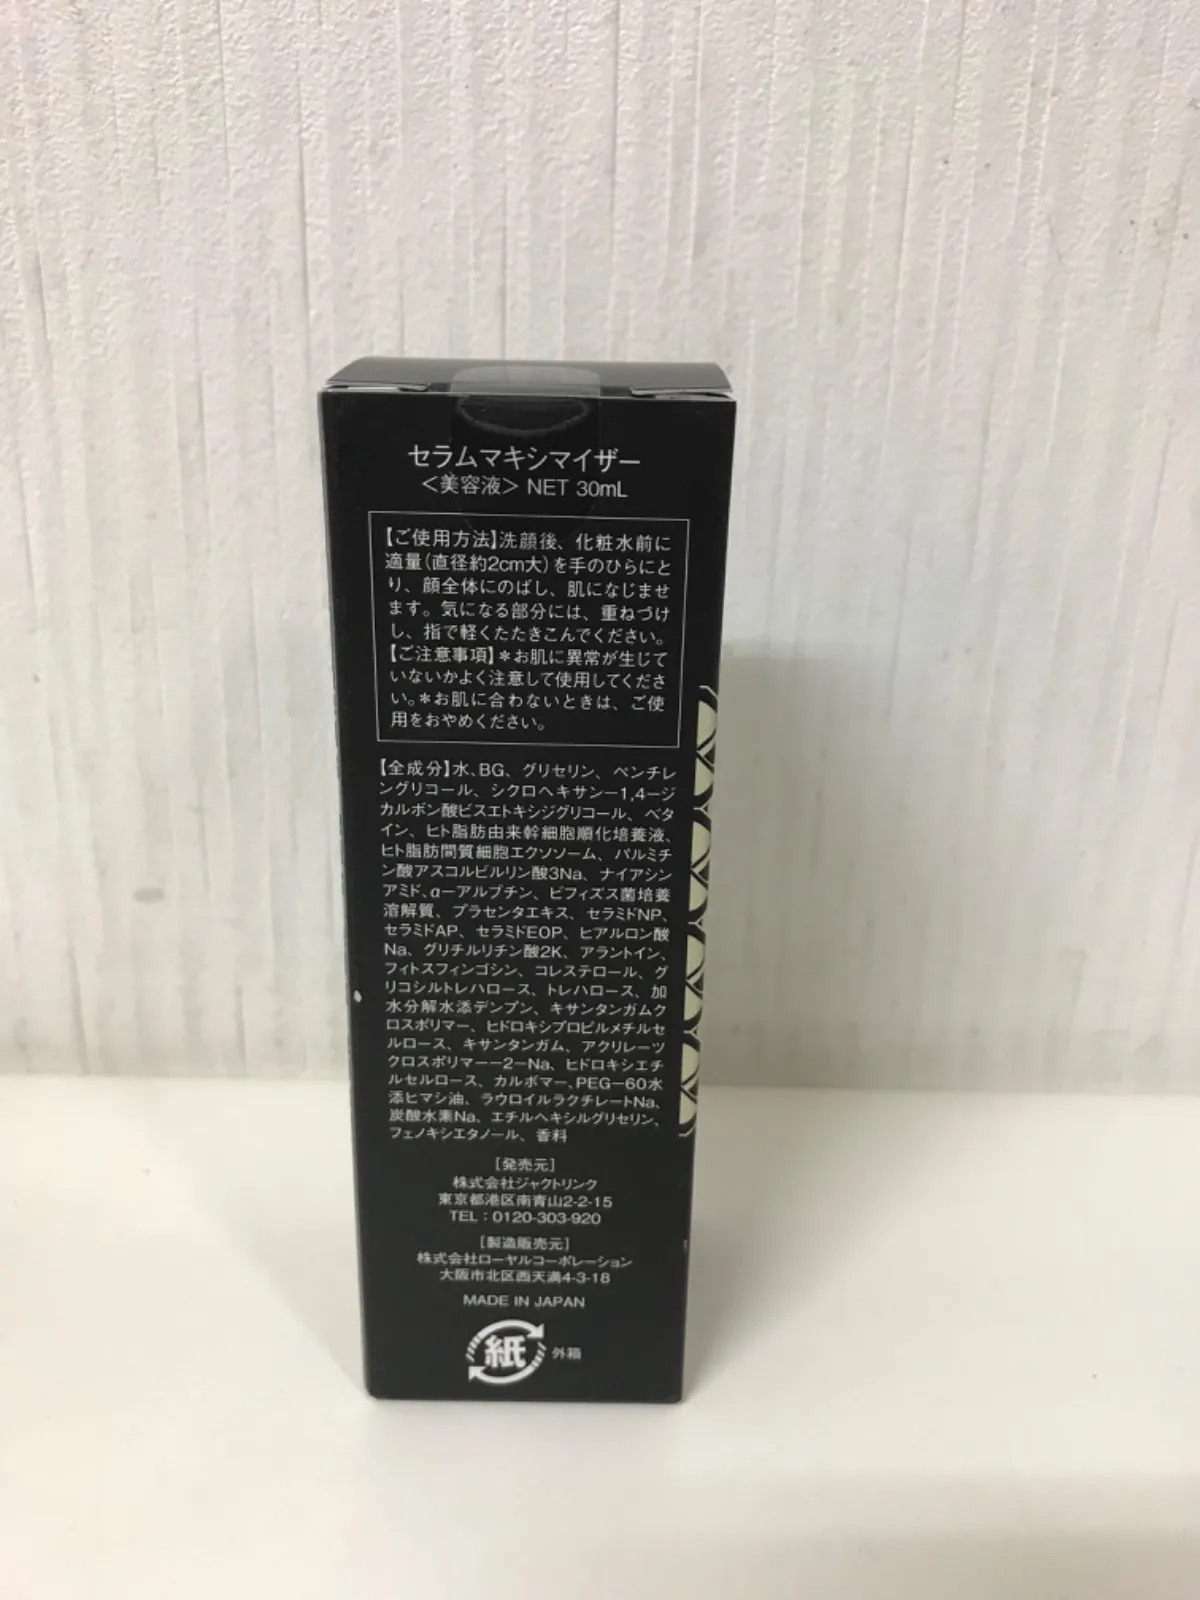 セラムマキシマイザー
＜美容液＞ NET 30mL
【ご使用方法】洗顔後、化粧水前に
適量（直径約2cm大）を手のひらにと
り、顔全体にのばし、肌になじませ
ます。気になる部分には、重ねづけ
し、指で軽くたたきこんでください。
【ご注意事項】＊お肌に異常が生じて
いないかよく注意して使用してくださ
い。＊お肌に合わないときは、ご使
用をおやめください。
【全成分】水、BG、グリセリン、ペンチレ
ングリコール、シクロヘキサン－1,4－ジ
カルボン酸ビスエトキシジグリコール、ベタ
イン、ヒト脂肪由来幹細胞順化培養液、
ヒト脂肪間質細胞エクソソーム、パルミチ
ン酸アスコルビルリン酸3Na、ナイアシン
アミド、α－アルブチン、ビフィズス菌培養
溶解質、プラセンタエキス、セラミドNP、
セラミドAP、セラミドEOP、ヒアルロン酸
Na、グリチルリチン酸2K、アラントイン、
フィトスフィンゴシン、コレステロール、グ
リコシルトレハロース、トレハロース、加
水分解水添デンプン、キサンタンガムク
ロスポリマー、ヒドロキシプロピルメチルセ
ルロース、キサンタンガム、アクリレーツ
クロスポリマー－2－Na、ヒドロキシエチ
ルセルロース、カルボマー、PEG－60水
添ヒマシ油、ラウロイルラクチレートNa、
炭酸水素Na、エチルヘキシルグリセリン、
フェノキシエタノール、香料
［発売元］
株式会社ジャクトリンク
東京都港区南青山2-2-15
TEL：0120-303-920
［製造販売元］
株式会社ローヤルコーポレーション
大阪市北区西天満4-3-18
MADE IN JAPAN
紙 外箱